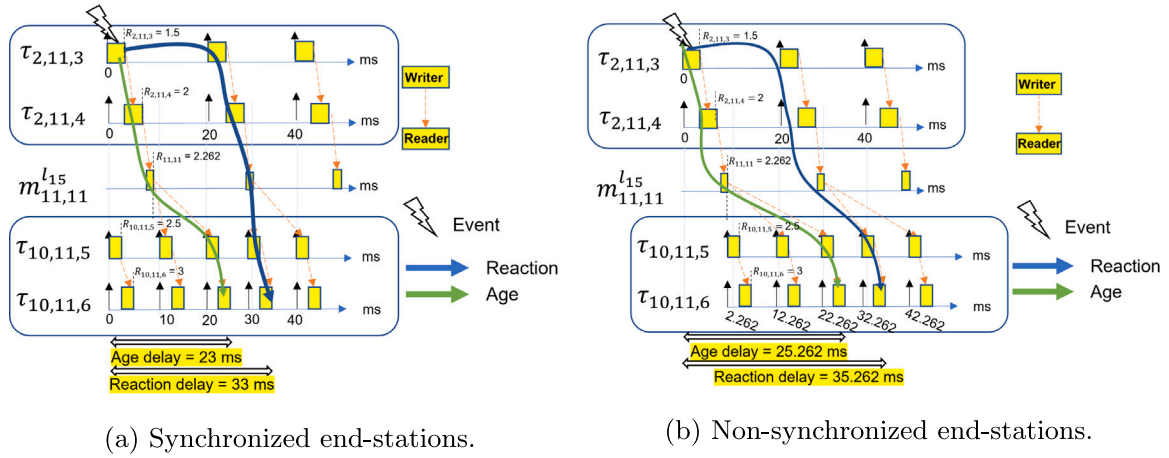 R2,11,3 = 1.5
τ2,11,3
ms
0
R2,11,4 = 2
τ2,11,4
ms
0
20
40
Writer
Reader
R11,11 = 2.262
m11,11^l15
R10,11,5 = 2.5
τ10,11,5
ms
R10,11,6 = 3
τ10,11,6
ms
0
10
20
30
40
Event
Reaction
Age
Age delay = 23 ms
Reaction delay = 33 ms
(a) Synchronized end-stations.
R2,11,3 = 1.5
τ2,11,3
ms
0
R2,11,4 = 2
τ2,11,4
ms
0
20
40
Writer
Reader
R11,11 = 2.262
m11,11^l15
R10,11,5 = 2.5
τ10,11,5
ms
R10,11,6 = 3
τ10,11,6
ms
2.262
12.262
22.262
32.262
42.262
Event
Reaction
Age
Age delay = 25.262 ms
Reaction delay = 35.262 ms
(b) Non-synchronized end-stations.